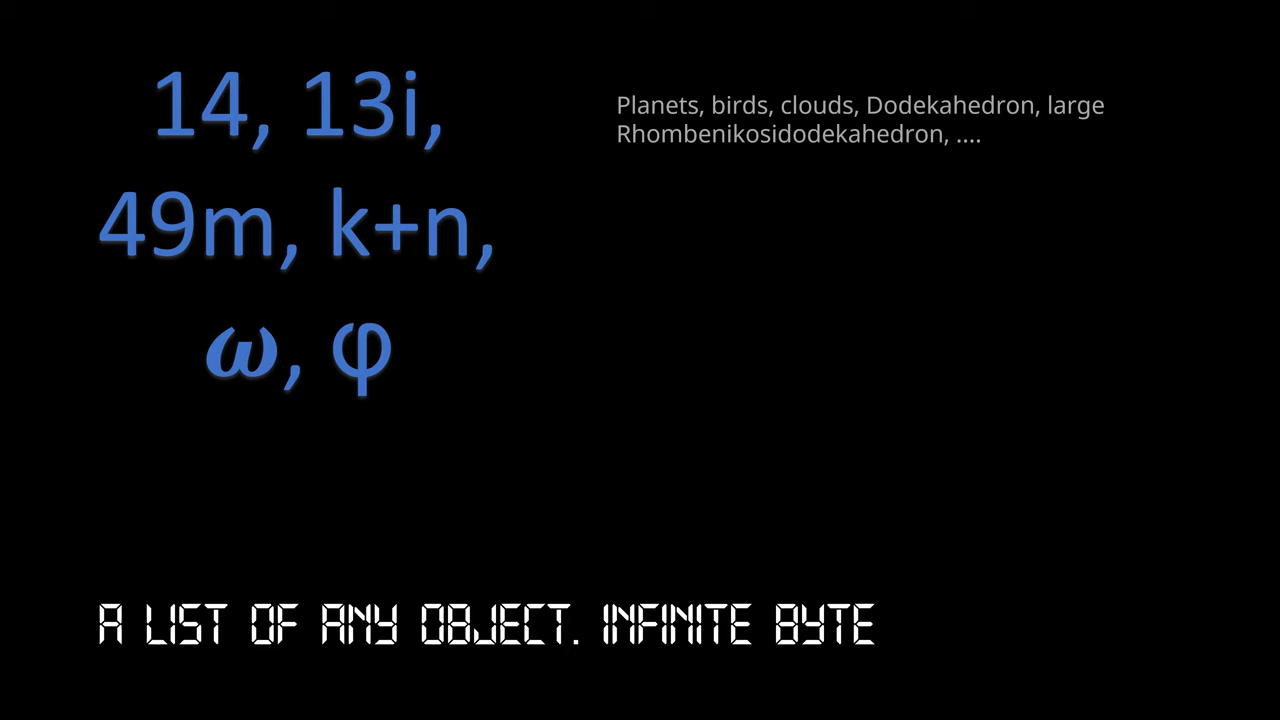 14, 13i,
49m, k+n,
𝝎, φ
Planets, birds, clouds, Dodekahedron, large
Rhombenikosidodekahedron, ....
A LIST OF ANY OBJECT. INFINITE BYTE